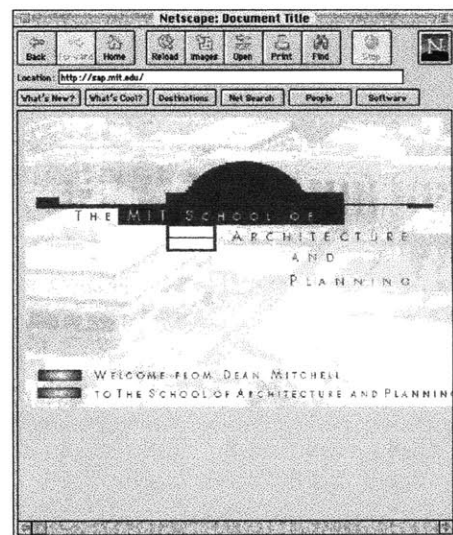 Netscape: Document Title
Back Forward Home Reload Images Open Print Find Stop
N
Location: http://sap.mit.edu/
What's New? What's Cool? Destinations Net Search People Software
THE MIT SCHOOL OF
ARCHITECTURE
AND
PLANNING
WELCOME FROM DEAN MITCHELL
TO THE SCHOOL OF ARCHITECTURE AND PLANNING